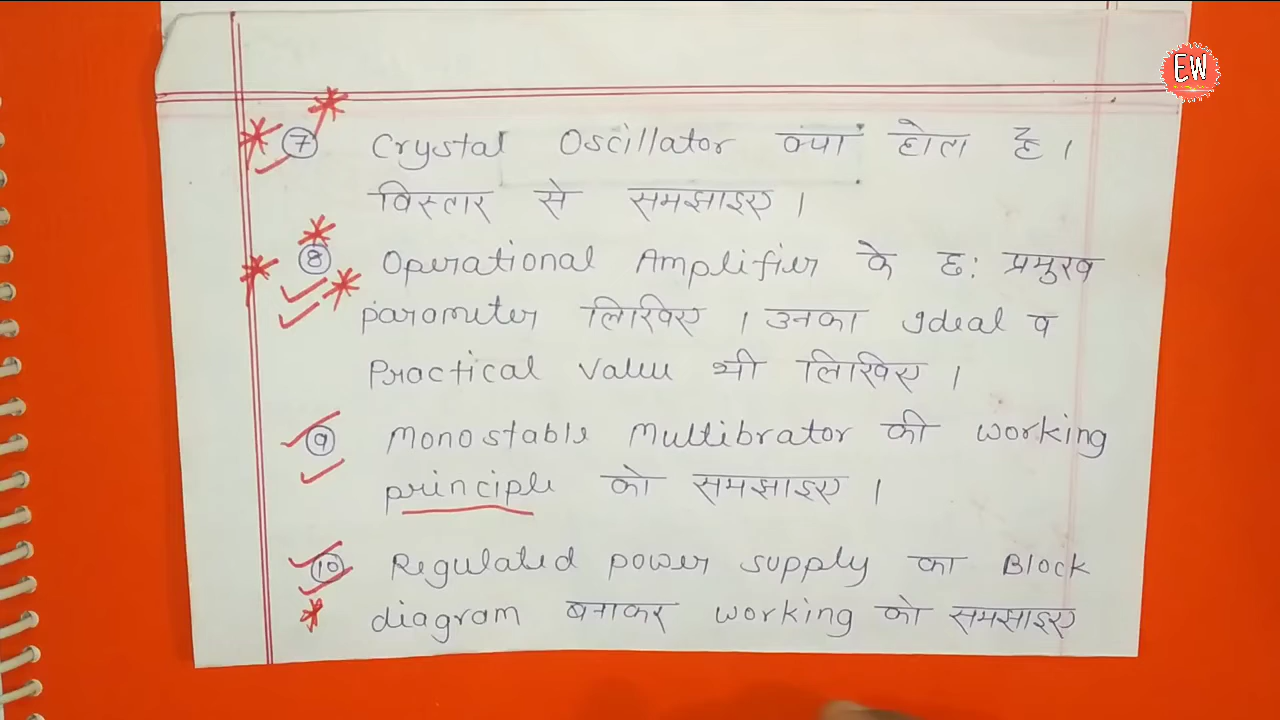 EW
7 Crystal Oscillator क्या होता है।
विस्तार से समझाइए।
8 Operational Amplifier के छ: प्रमुख
parameter लिखिए। उनका Ideal व
Practical Value भी लिखिए।
9 Monostable Multibrator की working
principle को समझाइए।
10 Regulated power supply का Block
diagram बनाकर working को समझाइए